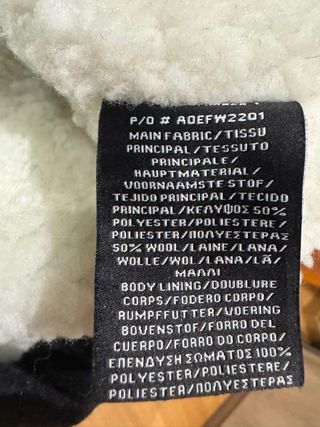 P/O # AOEFW2201
MAIN FABRIC/TISSU
PRINCIPAL/TESSUTO
PRINCIPALE/
HAUPTMATERIAL/
VOORNAAMSTE STOF/
TEJIDO PRINCIPAL/TECIDO
PRINCIPAL/ΚΕΛΥΦΟΣ 50%
POLYESTER/POLIESTERE/
POLIESTER/ΠΟΛΥΕΣΤΕΡΑΣ
50% WOOL/LAINE/LANA/
WOLLE/WOL/LANA/LÃ/
ΜΑΛΛΙ
BODY LINING/DOUBLURE
CORPS/FODERO CORPO/
RUMPFFUTTER/VOERING
BOVENSTOF/FORRO DEL
CUERPO/FORRO DO CORPO/
ΕΠΕΝΔΥΣΗ ΣΩΜΑΤΟΣ 100%
POLYESTER/POLIESTERE/
POLIESTER/ΠΟΛΥΕΣΤΕΡΑΣ